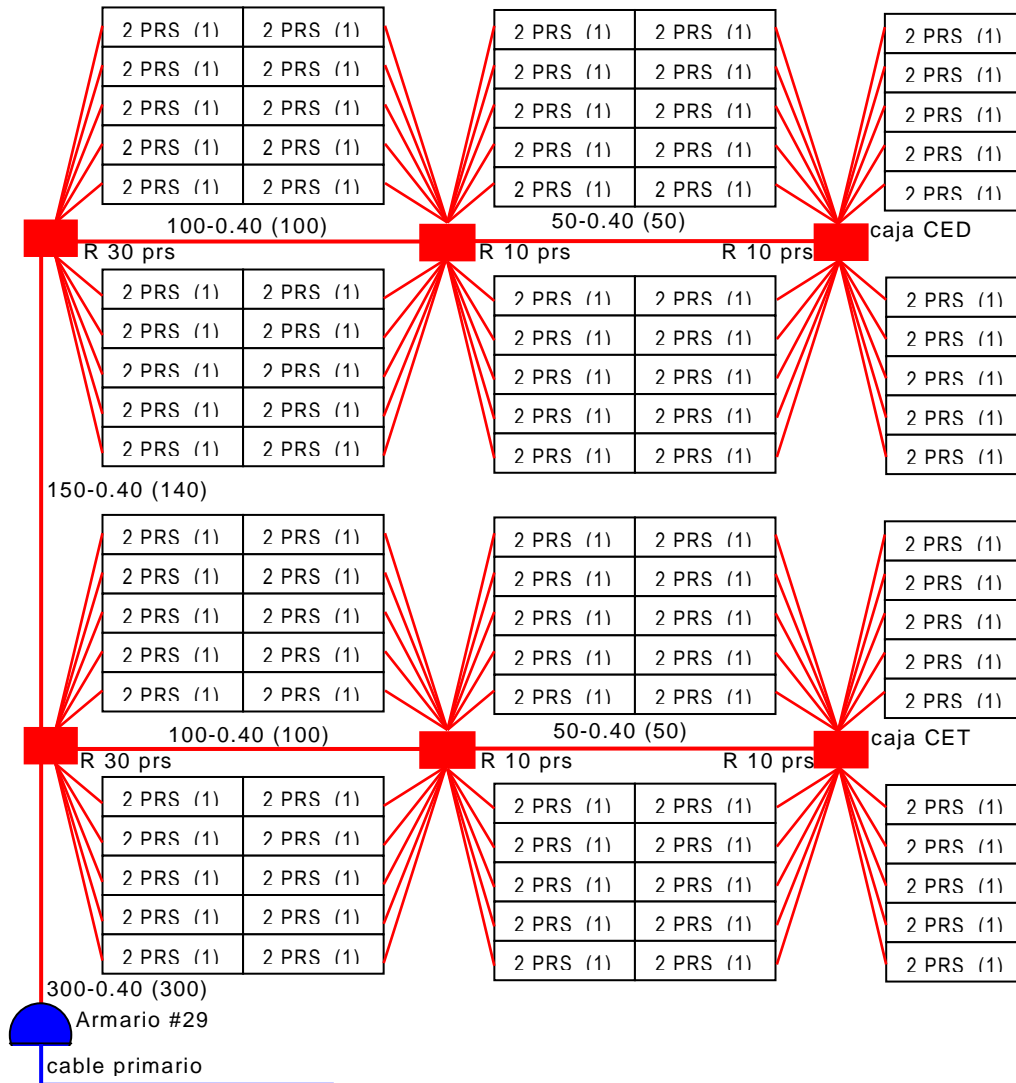 2 PRS (1) 2 PRS (1) 2 PRS (1) 2 PRS (1) 2 PRS (1)
2 PRS (1) 2 PRS (1) 2 PRS (1) 2 PRS (1) 2 PRS (1)
2 PRS (1) 2 PRS (1) 2 PRS (1) 2 PRS (1) 2 PRS (1)
2 PRS (1) 2 PRS (1) 2 PRS (1) 2 PRS (1) 2 PRS (1)
2 PRS (1) 2 PRS (1) 2 PRS (1) 2 PRS (1) 2 PRS (1)
100-0.40 (100) 50-0.40 (50) caja CED
R 30 prs R 10 prs R 10 prs
2 PRS (1) 2 PRS (1) 2 PRS (1) 2 PRS (1) 2 PRS (1)
2 PRS (1) 2 PRS (1) 2 PRS (1) 2 PRS (1) 2 PRS (1)
2 PRS (1) 2 PRS (1) 2 PRS (1) 2 PRS (1) 2 PRS (1)
2 PRS (1) 2 PRS (1) 2 PRS (1) 2 PRS (1) 2 PRS (1)
2 PRS (1) 2 PRS (1) 2 PRS (1) 2 PRS (1) 2 PRS (1)
150-0.40 (140)
2 PRS (1) 2 PRS (1) 2 PRS (1) 2 PRS (1) 2 PRS (1)
2 PRS (1) 2 PRS (1) 2 PRS (1) 2 PRS (1) 2 PRS (1)
2 PRS (1) 2 PRS (1) 2 PRS (1) 2 PRS (1) 2 PRS (1)
2 PRS (1) 2 PRS (1) 2 PRS (1) 2 PRS (1) 2 PRS (1)
2 PRS (1) 2 PRS (1) 2 PRS (1) 2 PRS (1) 2 PRS (1)
100-0.40 (100) 50-0.40 (50) caja CET
R 30 prs R 10 prs R 10 prs
2 PRS (1) 2 PRS (1) 2 PRS (1) 2 PRS (1) 2 PRS (1)
2 PRS (1) 2 PRS (1) 2 PRS (1) 2 PRS (1) 2 PRS (1)
2 PRS (1) 2 PRS (1) 2 PRS (1) 2 PRS (1) 2 PRS (1)
2 PRS (1) 2 PRS (1) 2 PRS (1) 2 PRS (1) 2 PRS (1)
2 PRS (1) 2 PRS (1) 2 PRS (1) 2 PRS (1) 2 PRS (1)
300-0.40 (300)
Armario #29
cable primario